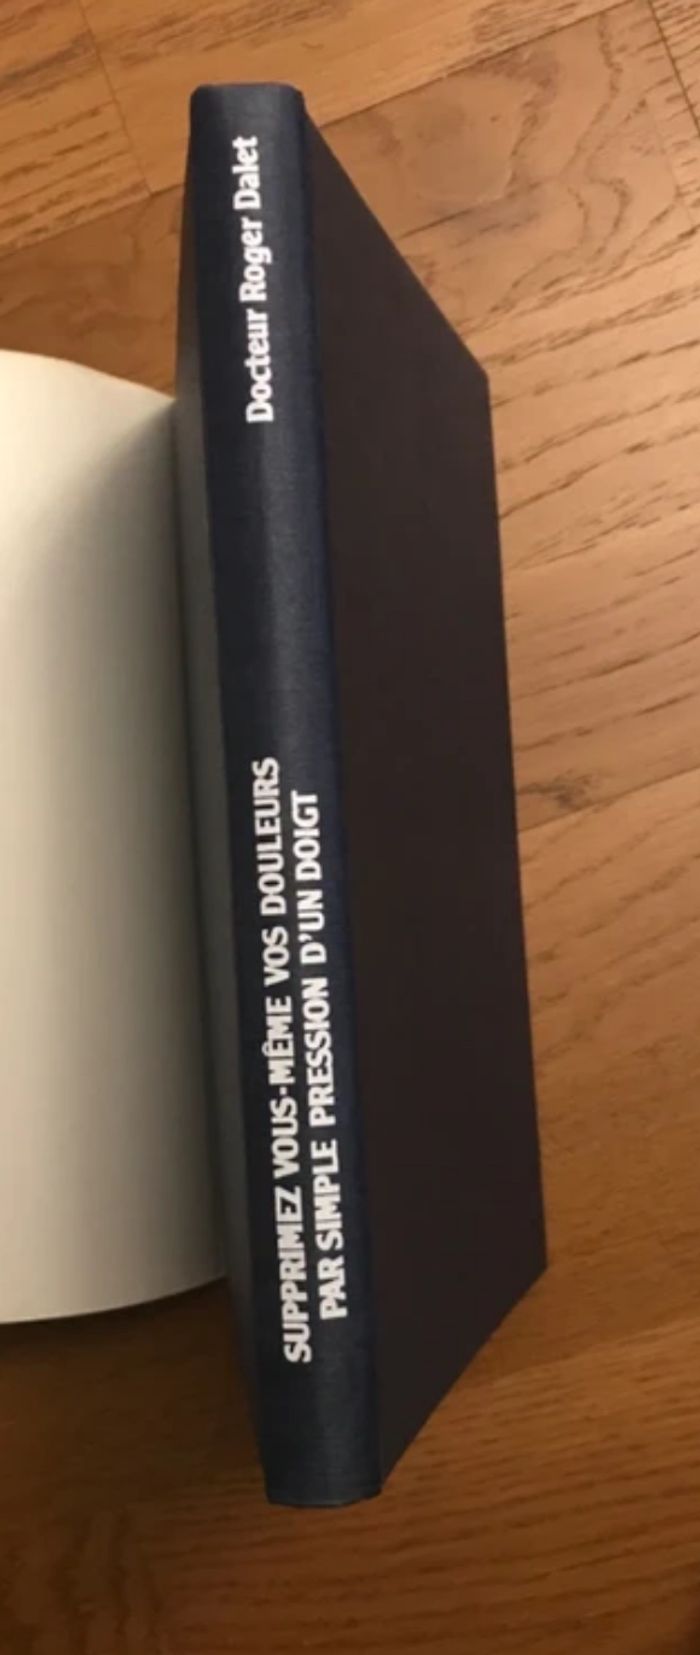 Docteur Roger Dalet
SUPPRIMEZ VOUS-MÊME VOS DOULEURS
PAR SIMPLE PRESSION D'UN DOIGT